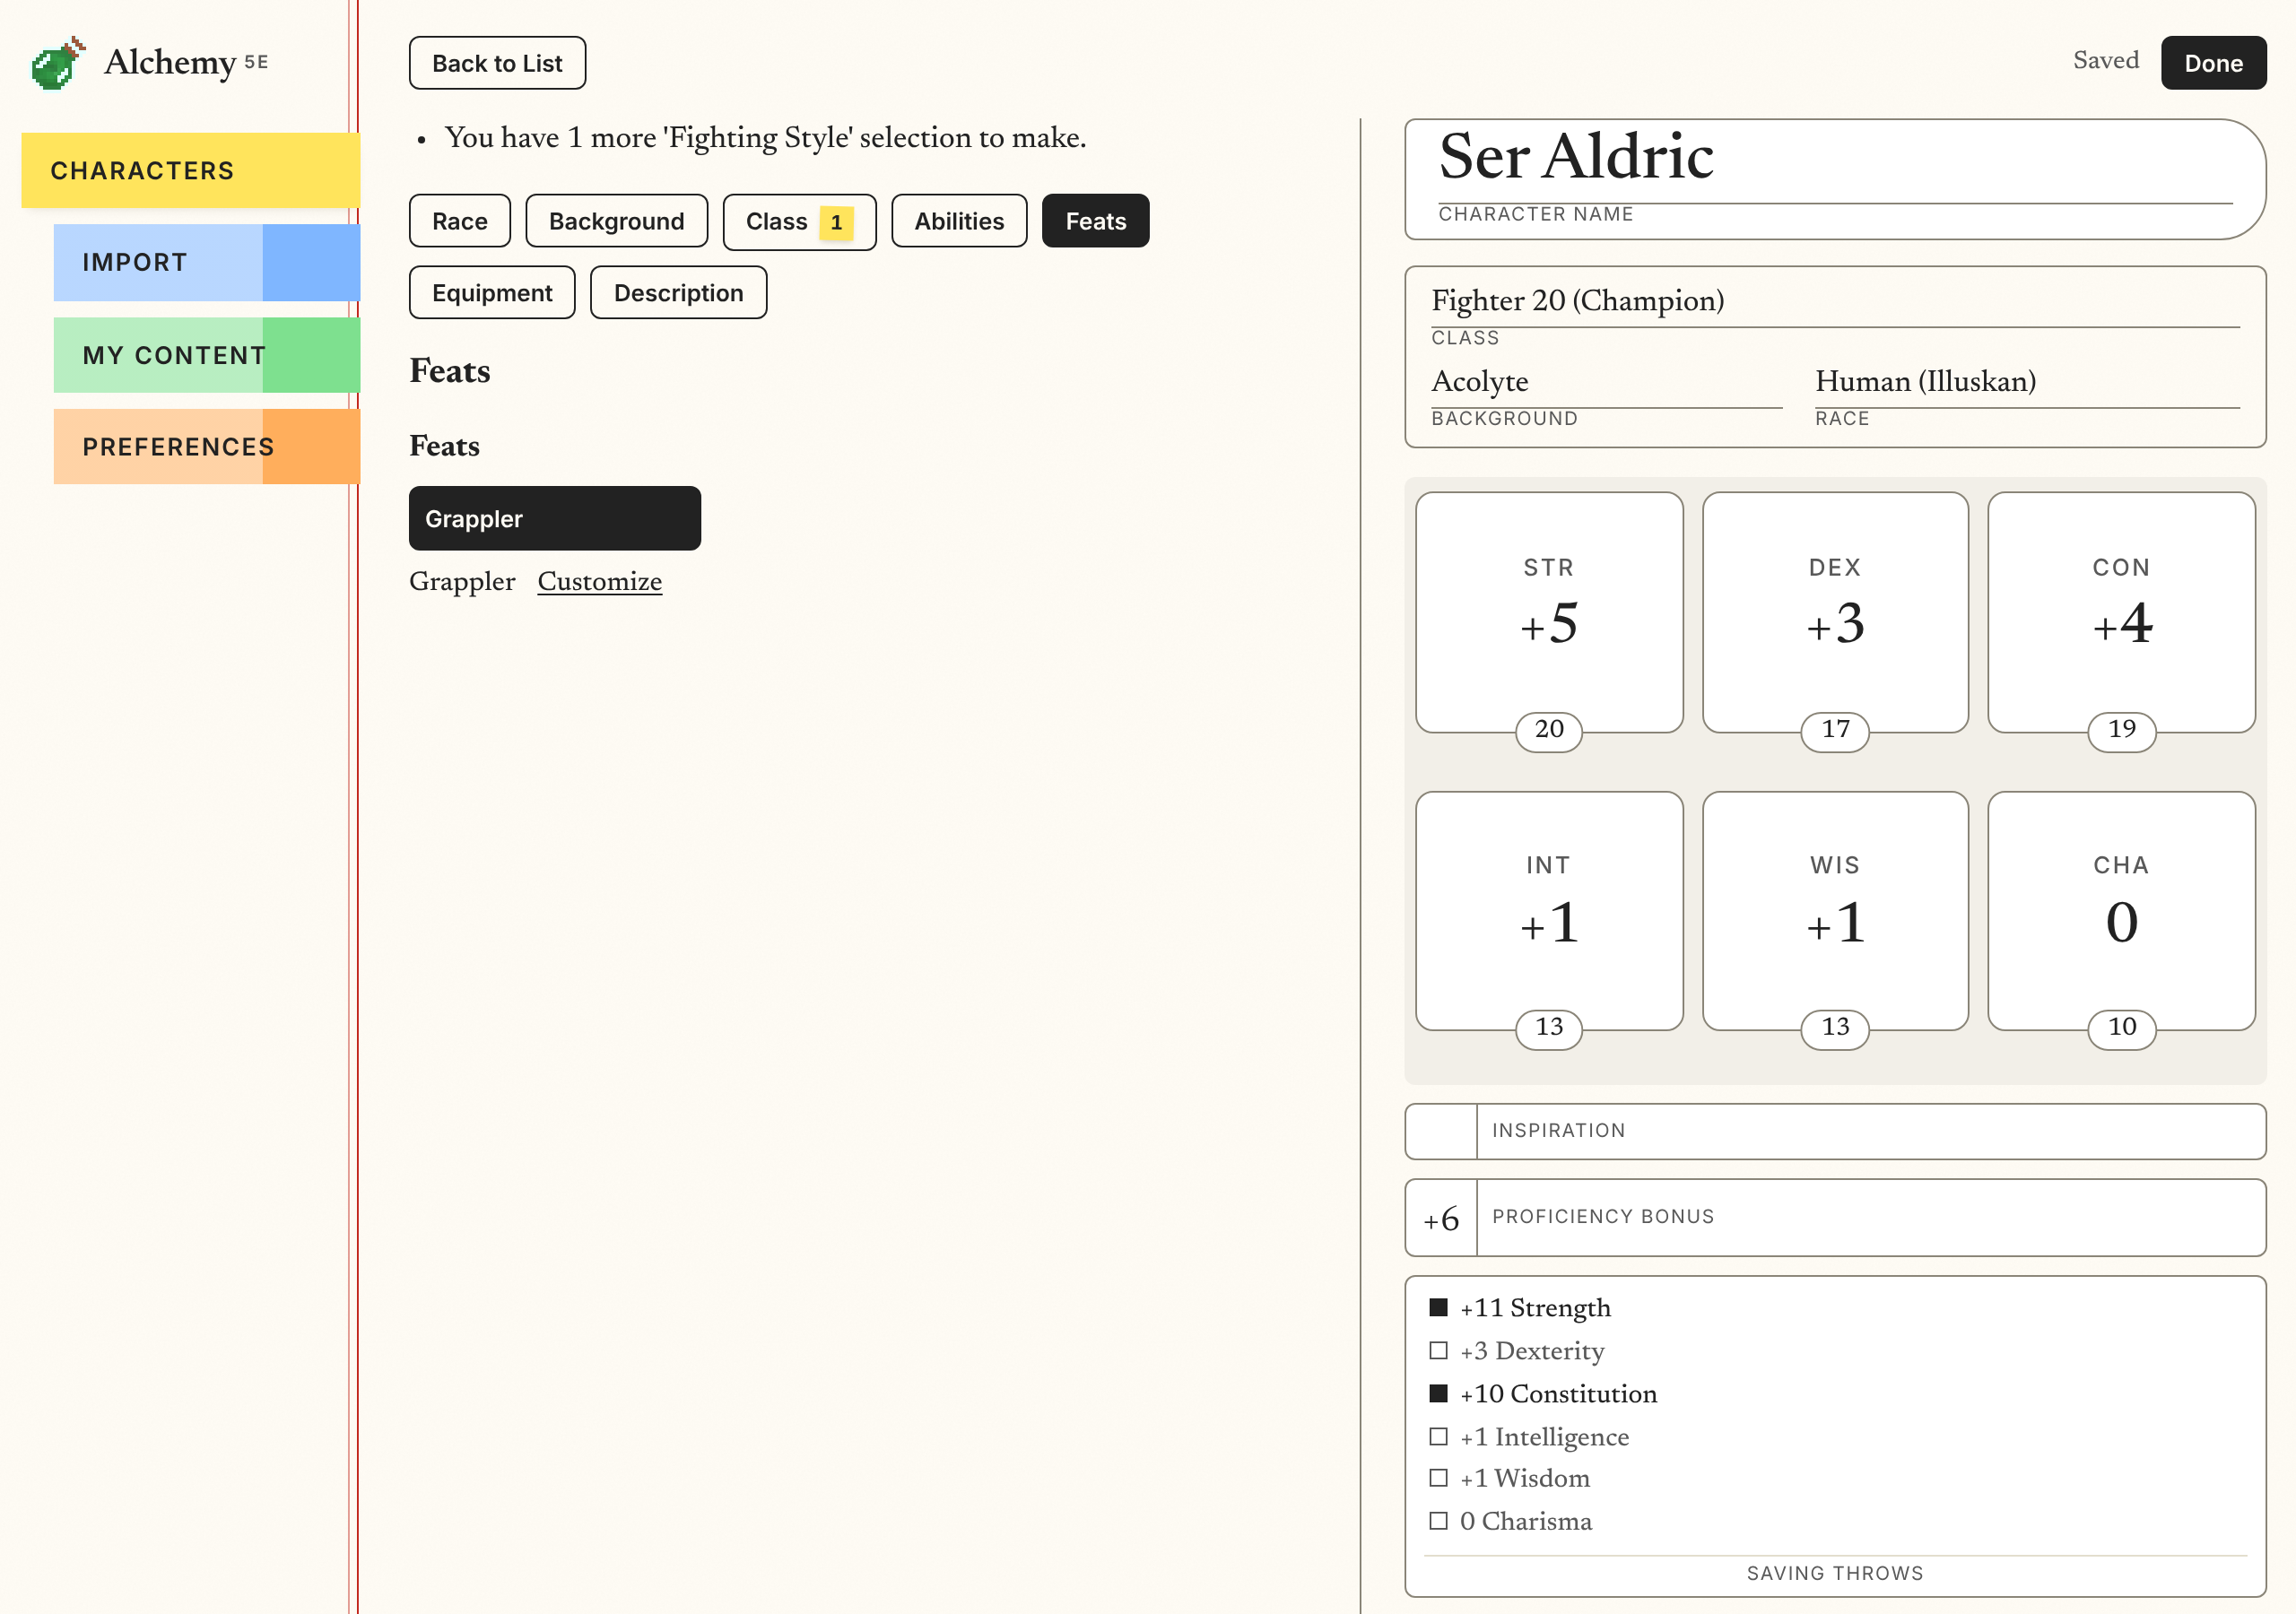 Alchemy 5E
CHARACTERS
IMPORT
MY CONTENT
PREFERENCES
Back to List
Saved
Done
• You have 1 more 'Fighting Style' selection to make.
Race
Background
Class 1
Abilities
Feats
Equipment
Description
Feats
Feats
Grappler
Grappler Customize
Ser Aldric
CHARACTER NAME
Fighter 20 (Champion)
CLASS
Acolyte
BACKGROUND
Human (Illuskan)
RACE
STR
+5
20
DEX
+3
17
CON
+4
19
INT
+1
13
WIS
+1
13
CHA
0
10
INSPIRATION
+6 PROFICIENCY BONUS
+11 Strength
+3 Dexterity
+10 Constitution
+1 Intelligence
+1 Wisdom
0 Charisma
SAVING THROWS